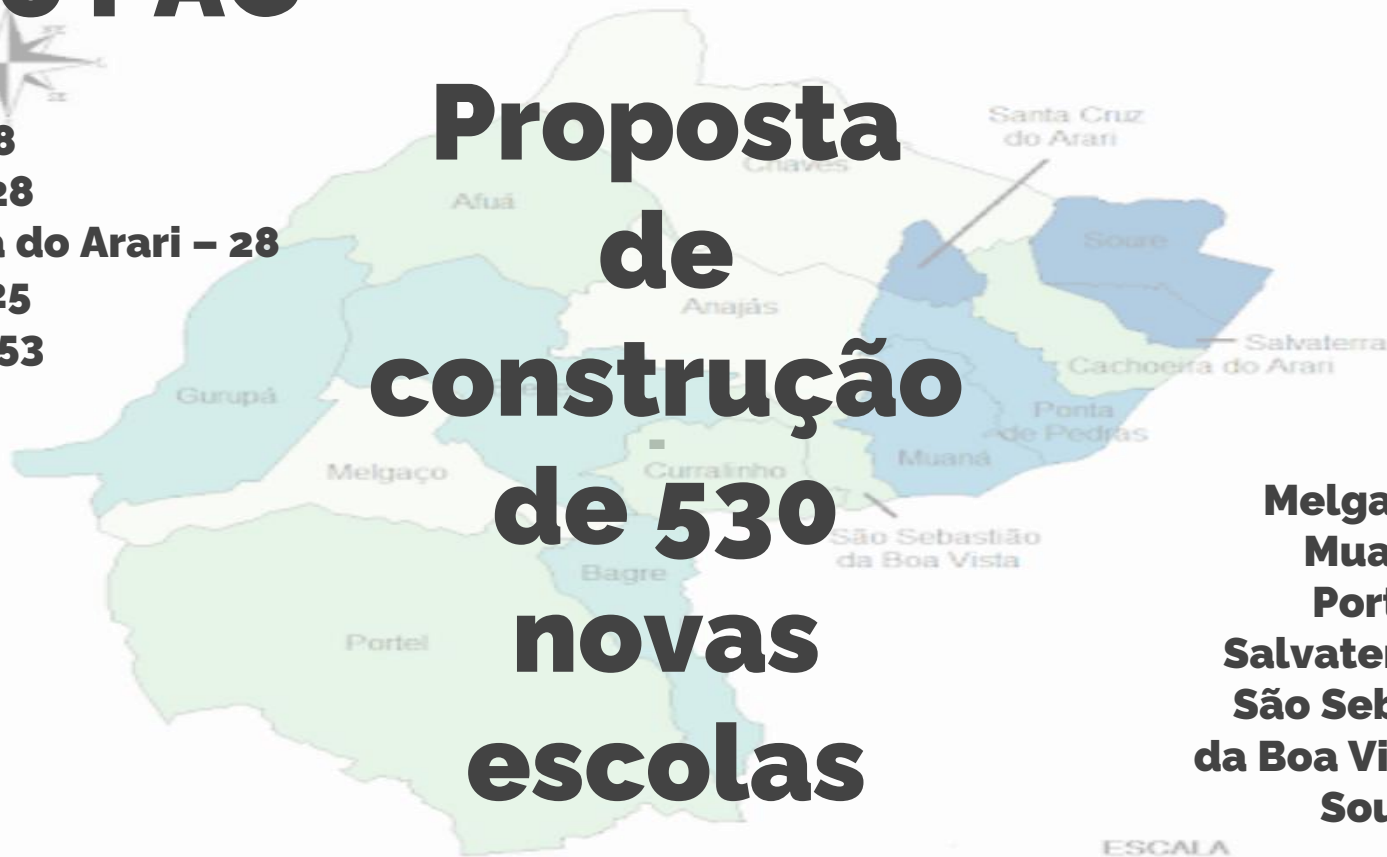 Proposta
de
construção
de 530
novas
escolas
8
28
a do Arari – 28
25
53
Melga
Mua
Port
Salvater
São Seb
da Boa Vi
Sou
Santa Cruz
do Arari
Chaves
Afuá
Soure
Anajás
Salvaterra
Cachoeira do Arari
Gurupá
Ponta
de Pedras
Melgaço
Curralinho
Muaná
São Sebastião
da Boa Vista
Bagre
Portel
ESCALA